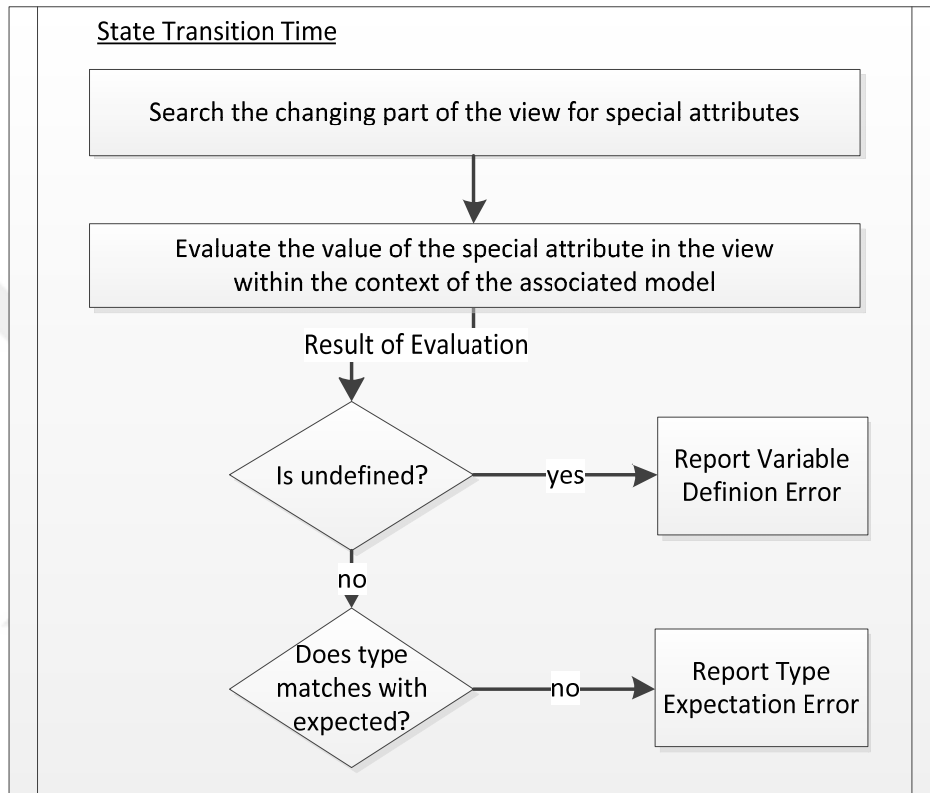 State Transition Time
Search the changing part of the view for special attributes
Evaluate the value of the special attribute in the view
within the context of the associated model
Result of Evaluation
Is undefined?
yes
Report Variable
Definion Error
no
Does type
matches with
expected?
no
Report Type
Expectation Error